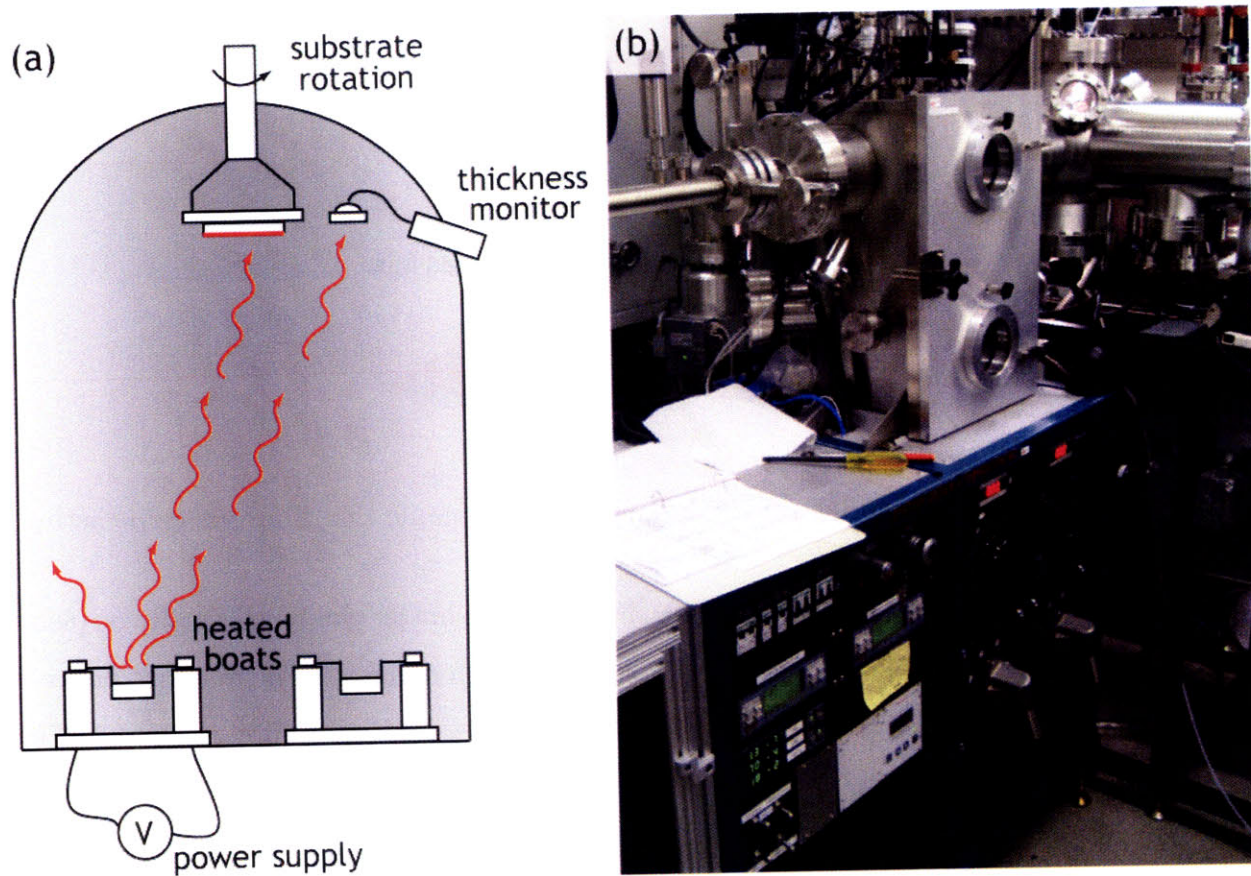 (a)
substrate
rotation
thickness
monitor
heated
boats
V
power supply
(b)